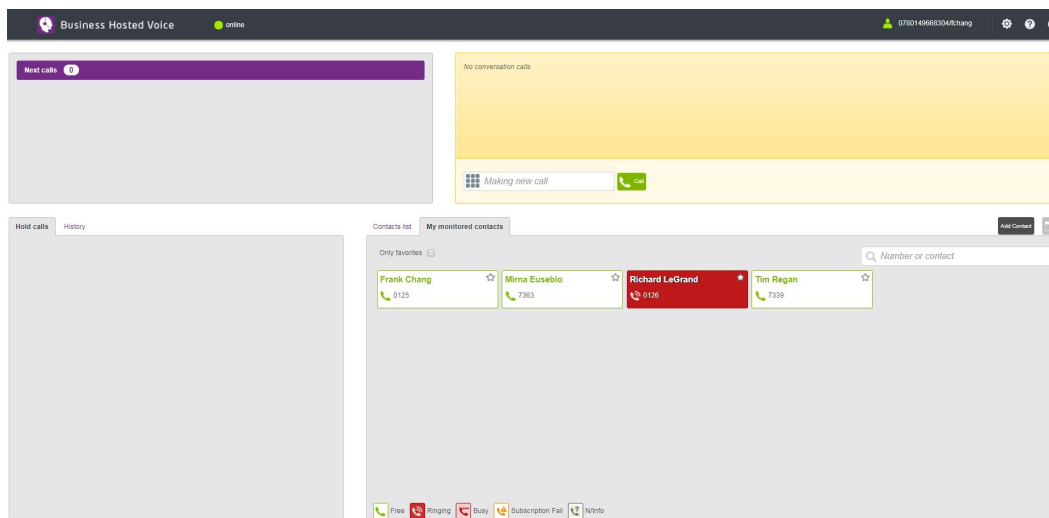 Business Hosted Voice
online
0780149668304/fchang
Next calls 0
No conversation calls
Making new call
Call
Hold calls
History
Contacts list
My monitored contacts
Add Contact
Only favorites
Number or contact
Frank Chang
0125
Mirna Eusebio
7363
Richard LeGrand
0126
Tim Regan
7339
Free
Ringing
Busy
Subscription Fail
N/Info